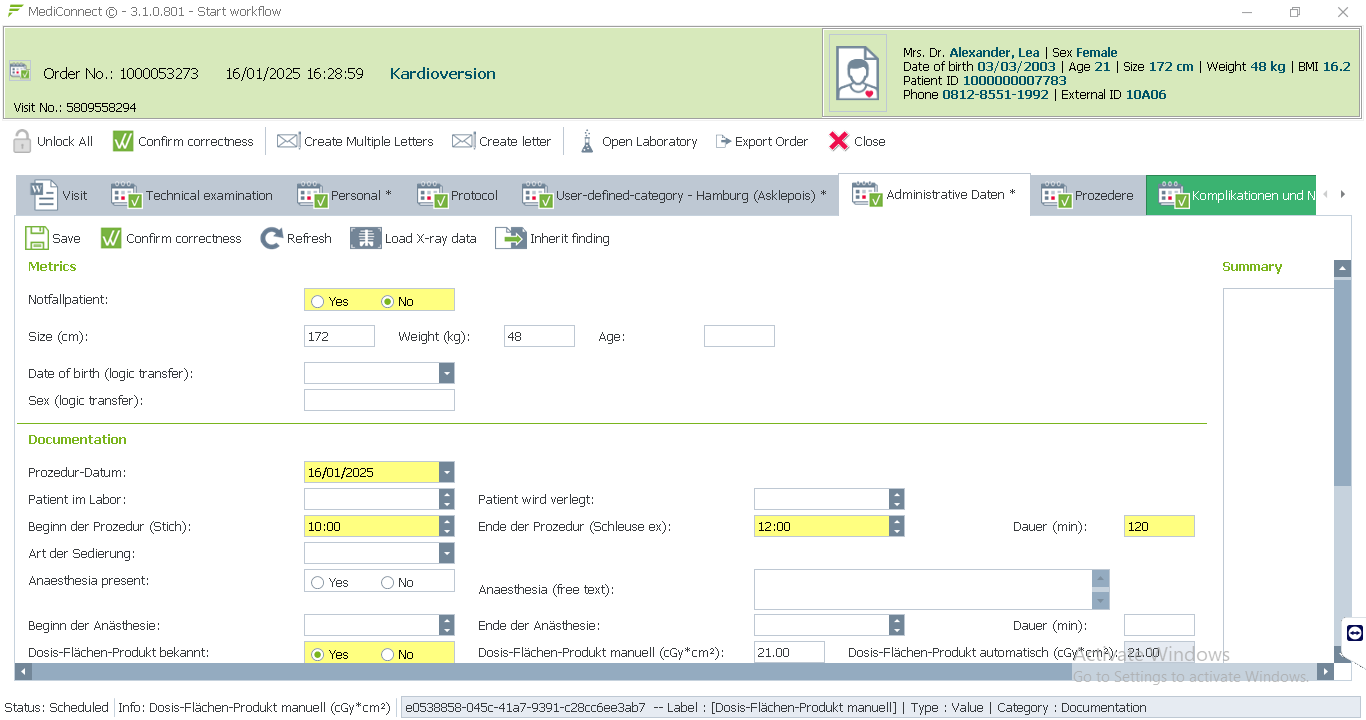 MediConnect © - 3.1.0.801 - Start workflow
Order No.: 1000053273 16/01/2025 16:28:59 Kardioversion
Visit No.: 5809558294
Mrs. Dr. Alexander, Lea | Sex Female
Date of birth 03/03/2003 | Age 21 | Size 172 cm | Weight 48 kg | BMI 16.2
Patient ID 1000000007783
Phone 0812-8551-1992 | External ID 10A06
Unlock All Confirm correctness Create Multiple Letters Create letter Open Laboratory Export Order Close
Visit Technical examination Personal * Protocol User-defined-category - Hamburg (Asklepois) * Administrative Daten * Prozedere Komplikationen und N
Save Confirm correctness Refresh Load X-ray data Inherit finding
Metrics Summary
Notfallpatient: Yes No
Size (cm): 172 Weight (kg): 48 Age:
Date of birth (logic transfer):
Sex (logic transfer):
Documentation
Prozedur-Datum: 16/01/2025
Patient im Labor: Patient wird verlegt:
Beginn der Prozedur (Stich): 10:00 Ende der Prozedur (Schleuse ex): 12:00 Dauer (min): 120
Art der Sedierung:
Anaesthesia present: Yes No Anaesthesia (free text):
Beginn der Anästhesie: Ende der Anästhesie: Dauer (min):
Dosis-Flächen-Produkt bekannt: Yes No Dosis-Flächen-Produkt manuell (cGy*cm²): 21.00 Dosis-Flächen-Produkt automatisch (cGy*cm²): 21.00
Activate Windows
Go to Settings to activate Windows.
Status: Scheduled Info: Dosis-Flächen-Produkt manuell (cGy*cm²) e0538858-045c-41a7-9391-c28cc6ee3ab7 -- Label : [Dosis-Flächen-Produkt manuell] | Type : Value | Category : Documentation